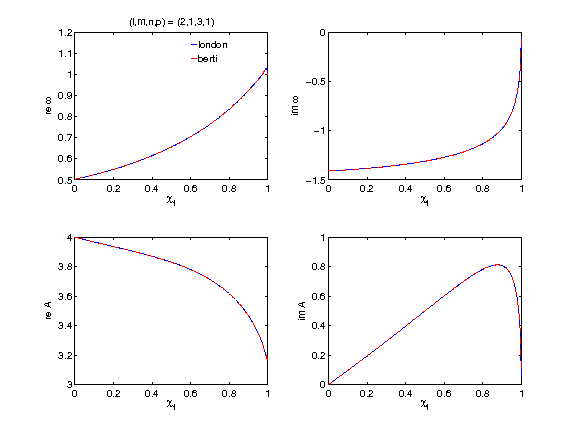 (l,m,n,p) = (2,1,3,1)
london
berti
re ω
1.2
1.1
1
0.9
0.8
0.7
0.6
0.5
0 0.2 0.4 0.6 0.8 1
χf
im ω
0
−0.5
−1
−1.5
0 0.2 0.4 0.6 0.8 1
χf
re A
4
3.8
3.6
3.4
3.2
3
0 0.2 0.4 0.6 0.8 1
χf
im A
1
0.8
0.6
0.4
0.2
0
0 0.2 0.4 0.6 0.8 1
χf